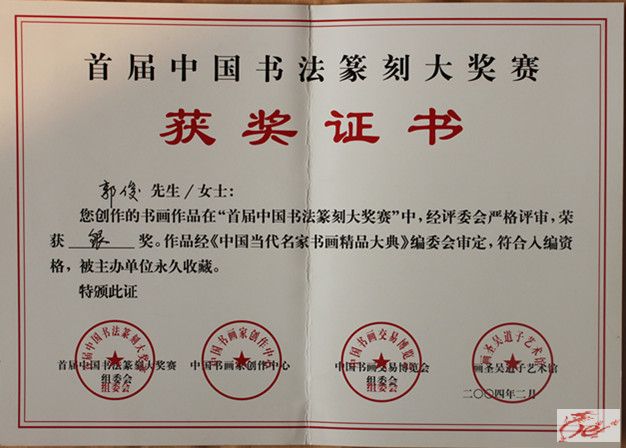 首届中国书法篆刻大奖赛
获奖证书
郭俊 先生/女士：
您创作的书画作品在“首届中国书法篆刻大奖赛”中，经评委会严格评审，荣
获 银 奖。作品经《中国当代名家书画精品大典》编委会审定，符合入编资
格，被主办单位永久收藏。
特颁此证
首届中国书法篆刻大奖赛
组委会
中国书画家创作中心
中国书画交易博览会
组委会
画圣吴道子艺术馆
二〇〇四年二月